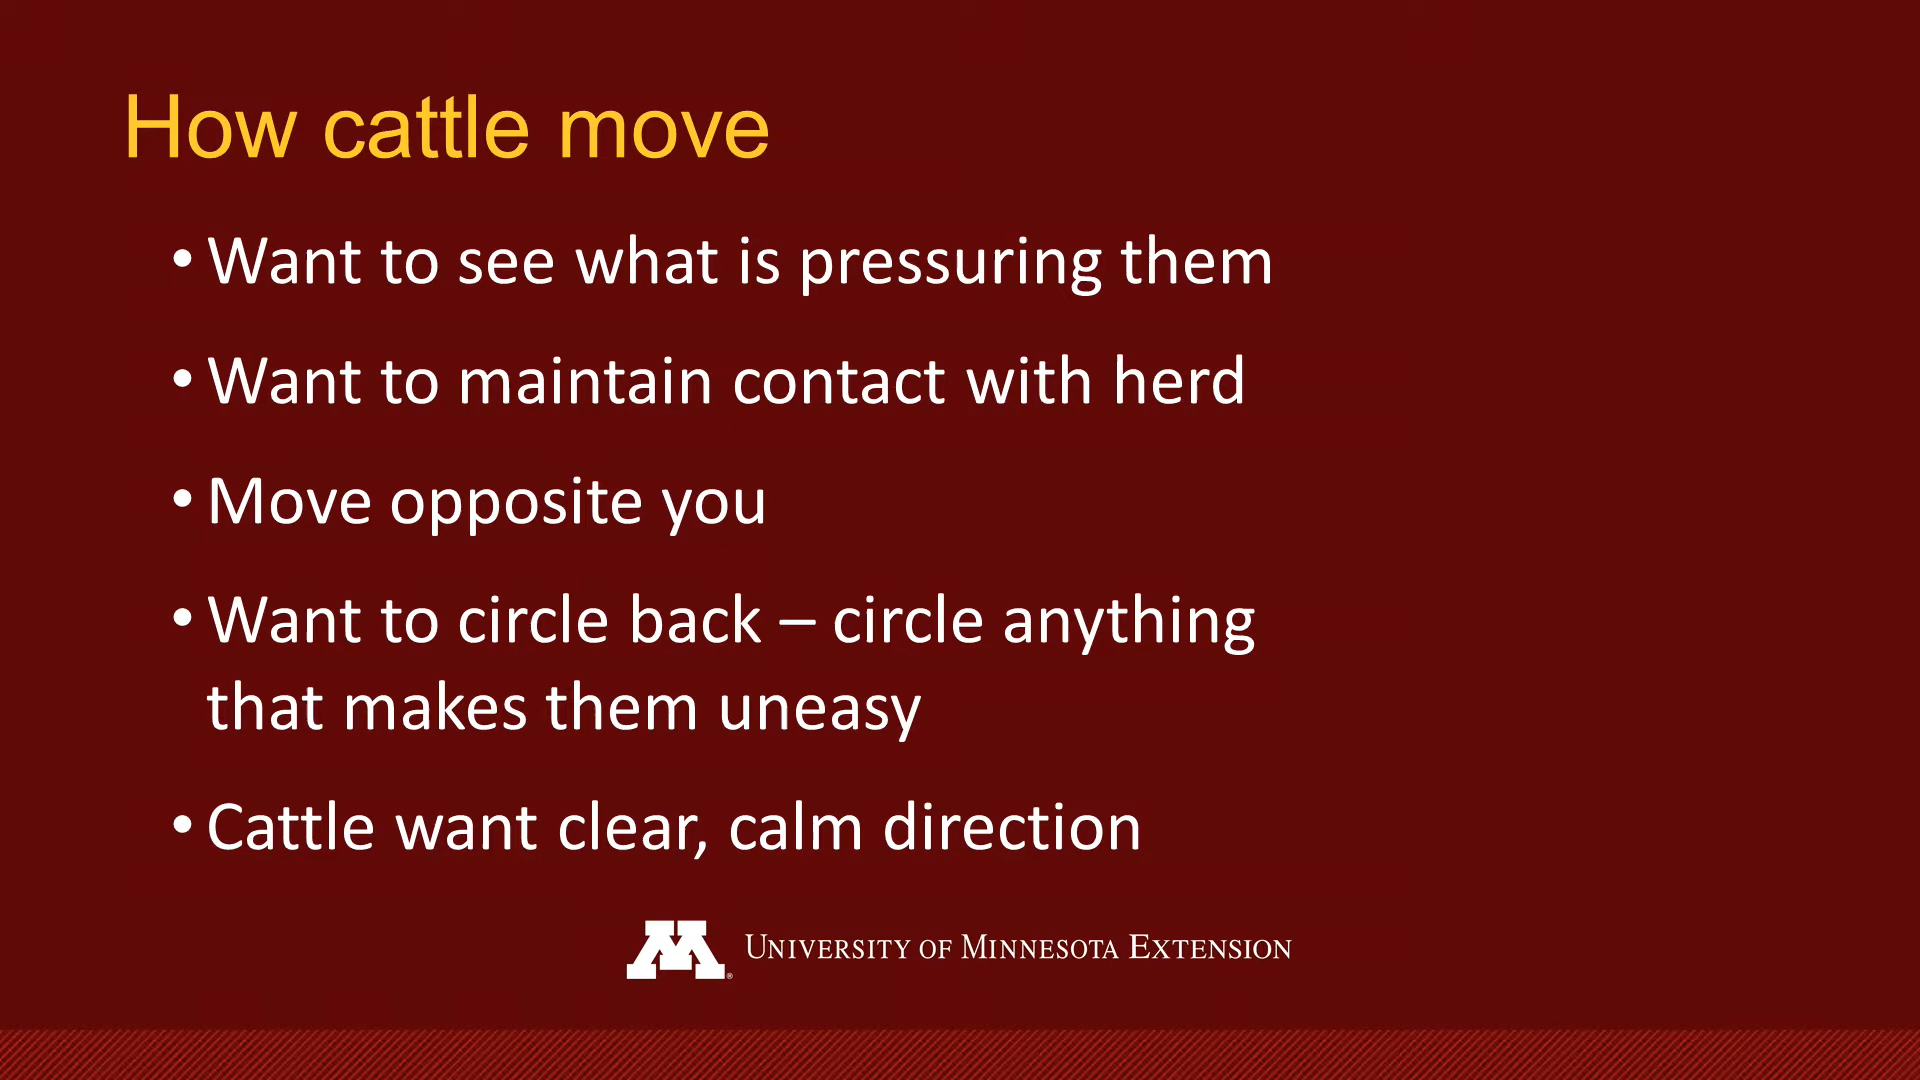 How cattle move
• Want to see what is pressuring them
• Want to maintain contact with herd
• Move opposite you
• Want to circle back – circle anything
that makes them uneasy
• Cattle want clear, calm direction
M® University of Minnesota Extension